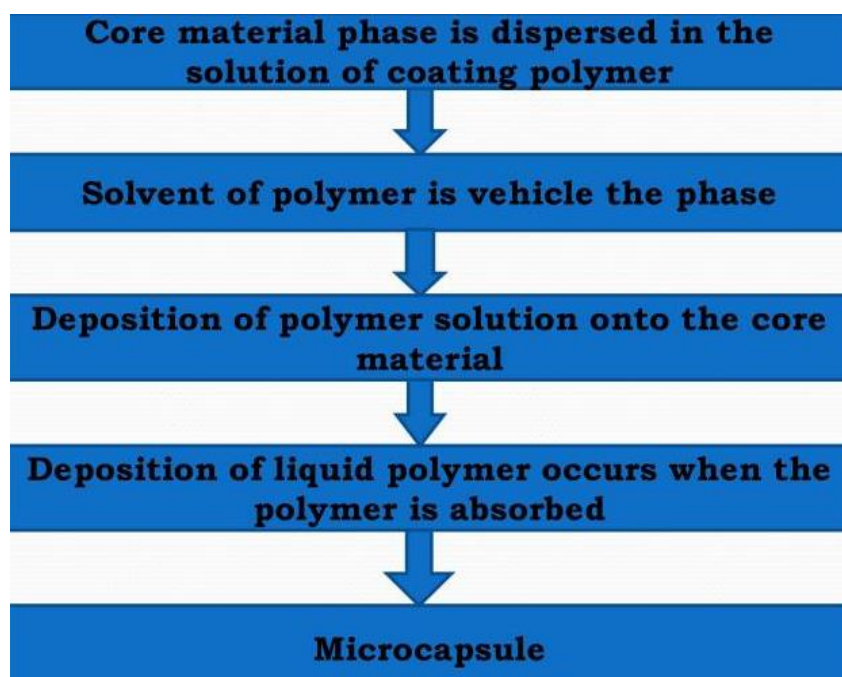 Core material phase is dispersed in the
solution of coating polymer
Solvent of polymer is vehicle the phase
Deposition of polymer solution onto the core
material
Deposition of liquid polymer occurs when the
polymer is absorbed
Microcapsule